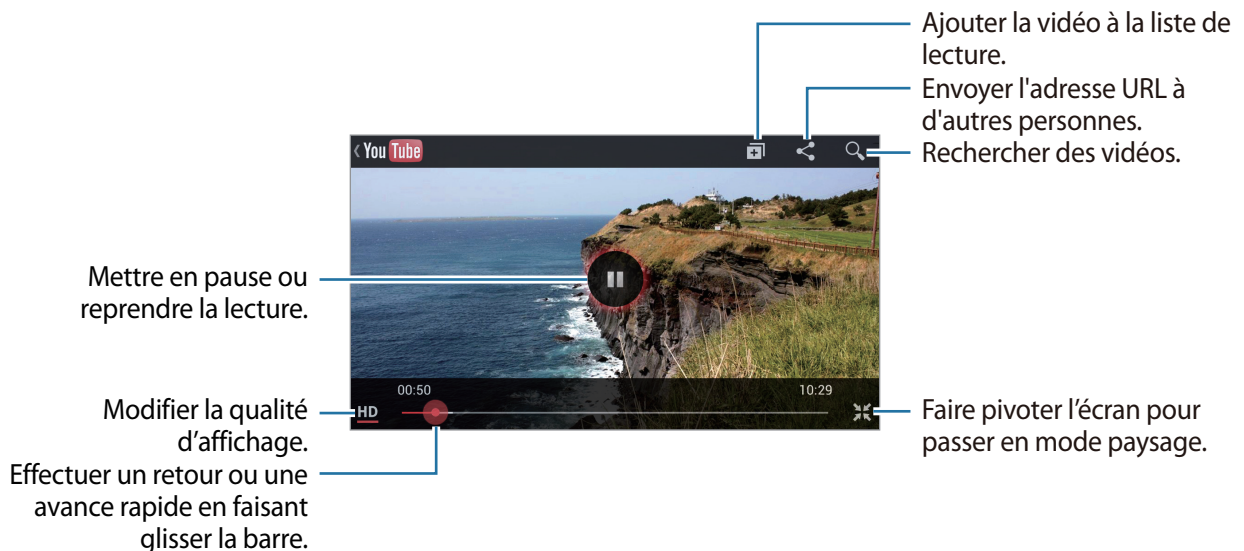 Ajouter la vidéo à la liste de
lecture.
Envoyer l'adresse URL à
d'autres personnes.
Rechercher des vidéos.
You Tube
Mettre en pause ou
reprendre la lecture.
00:50
10:29
HD
Modifier la qualité
d’affichage.
Effectuer un retour ou une
avance rapide en faisant
glisser la barre.
Faire pivoter l’écran pour
passer en mode paysage.